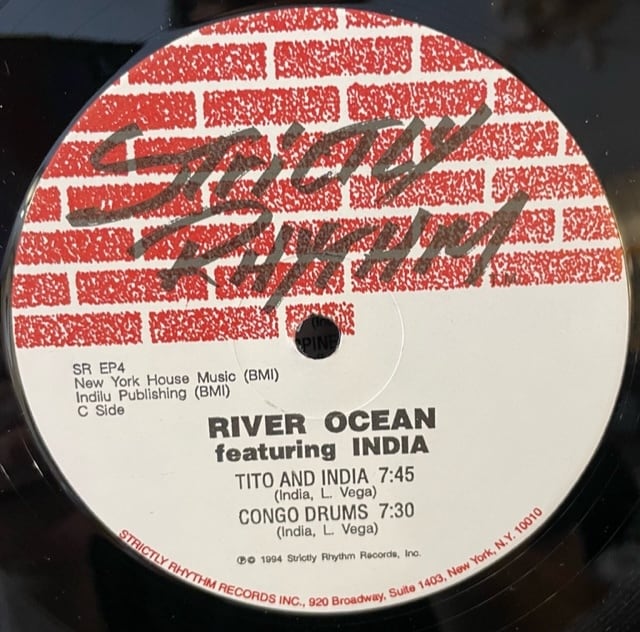 Strictly
Rhythm
SR EP4
New York House Music (BMI)
Indilu Publishing (BMI)
C Side
RIVER OCEAN
featuring INDIA
TITO AND INDIA 7:45
(India, L. Vega)
CONGO DRUMS 7:30
(India, L. Vega)
℗© 1994 Strictly Rhythm Records, Inc.
STRICTLY RHYTHM RECORDS INC., 920 Broadway, Suite 1403, New York, N.Y. 10010